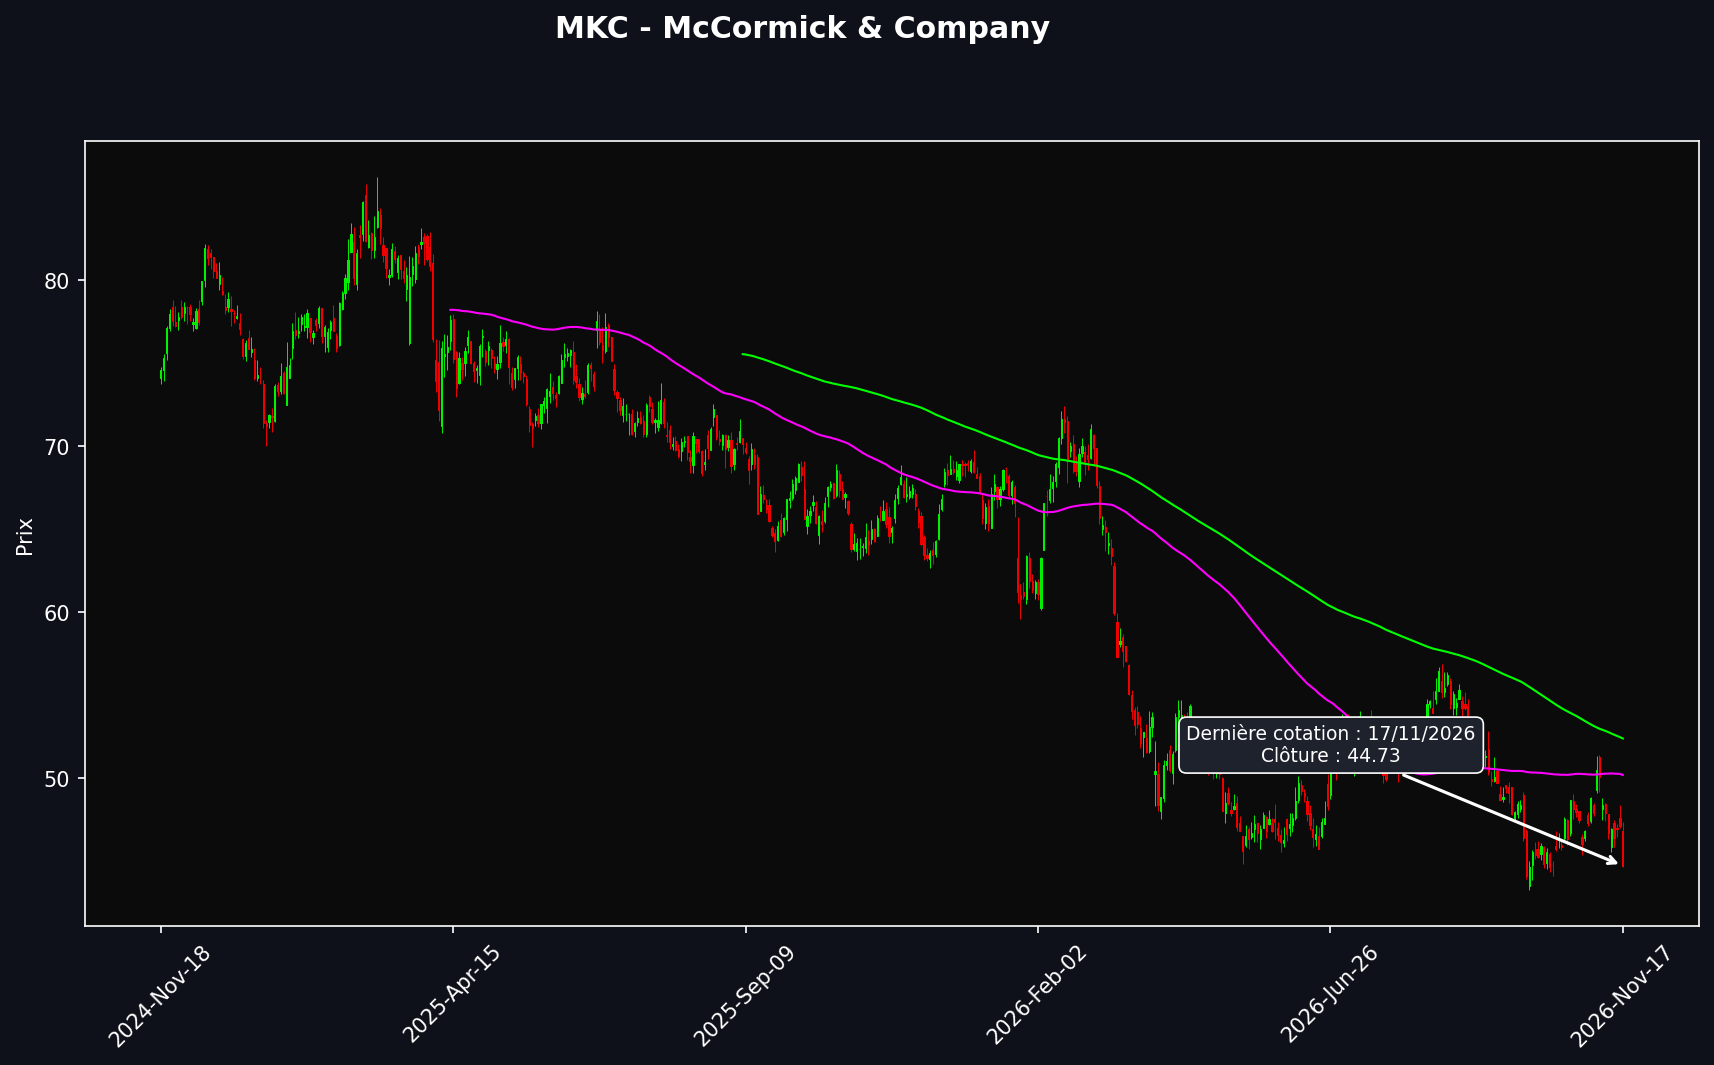 MKC - McCormick & Company
Prix
80
70
60
50
Dernière cotation : 17/11/2026
Clôture : 44.73
2024-Nov-18
2025-Apr-15
2025-Sep-09
2026-Feb-02
2026-Jun-26
2026-Nov-17